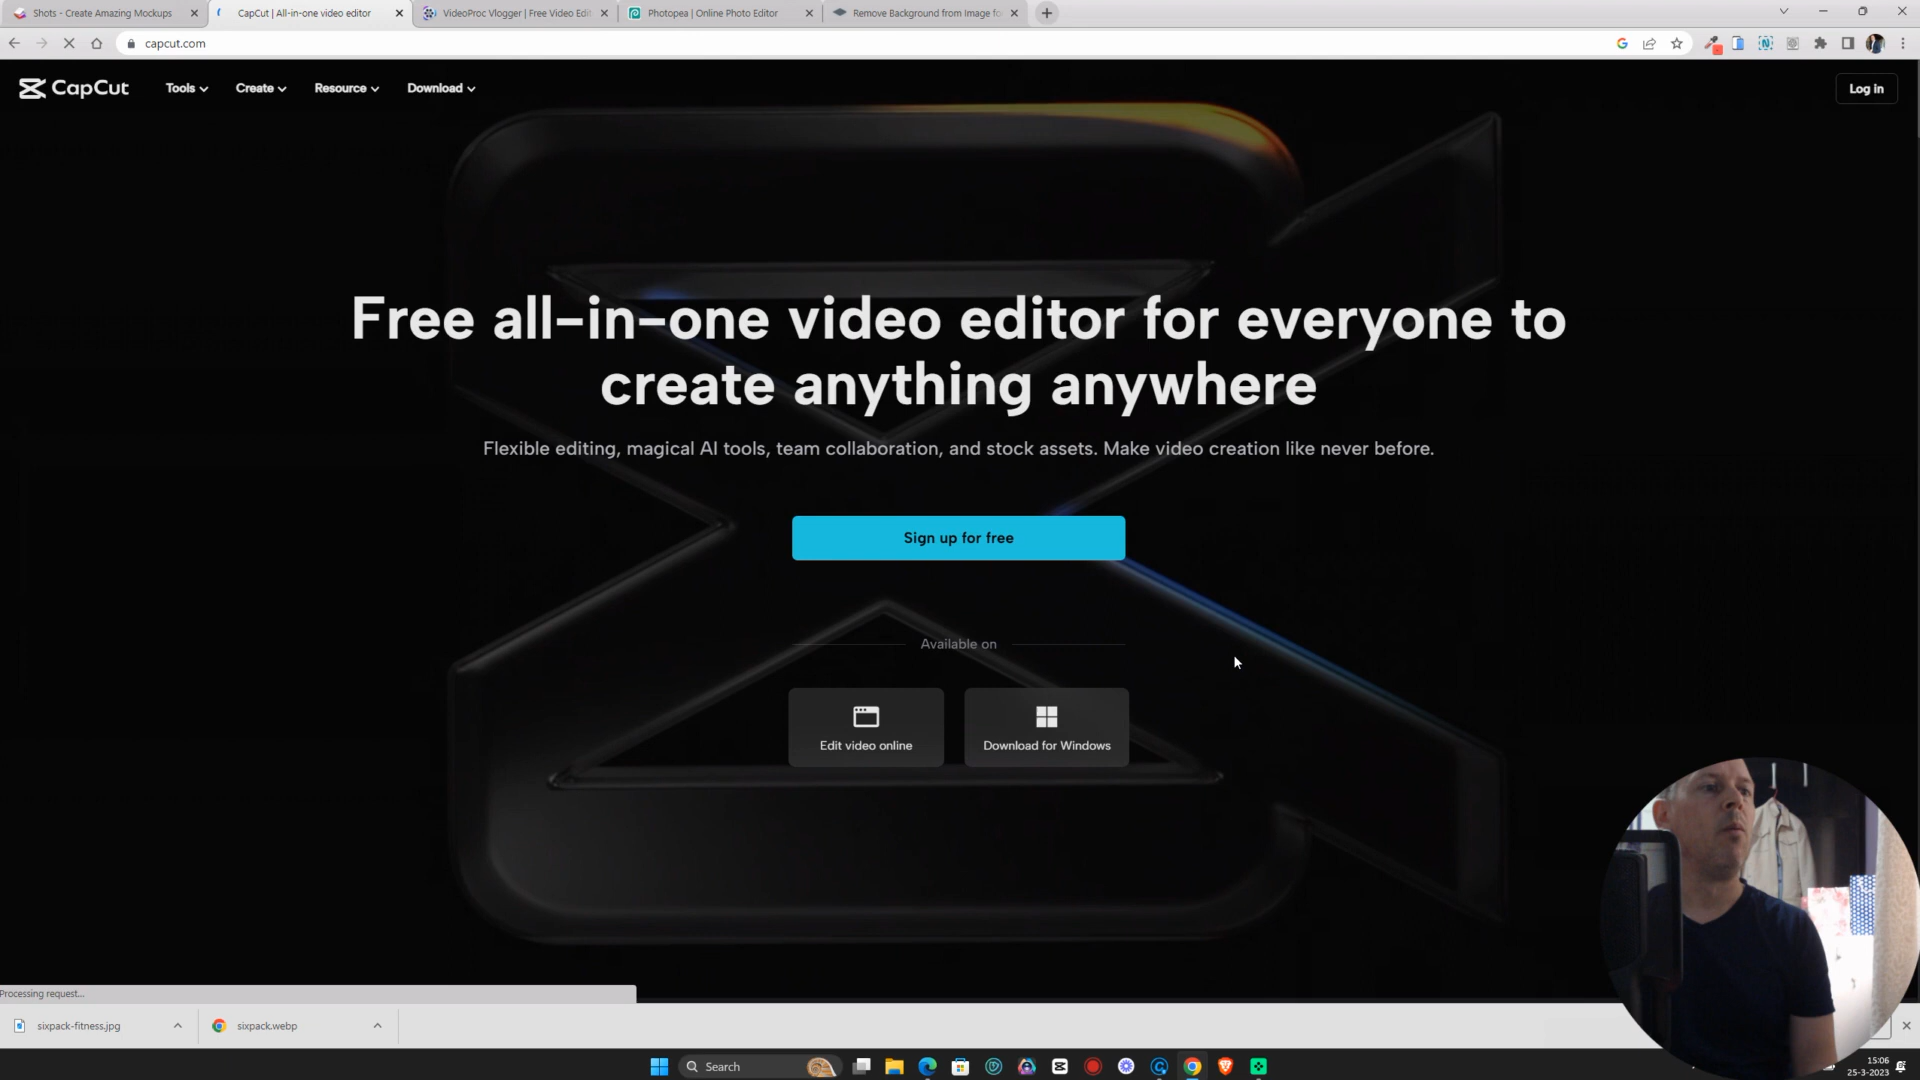 Shots - Create Amazing Mockups
CapCut | All-in-one video editor
VideoProc Vlogger | Free Video Edi
Photopea | Online Photo Editor
Remove Background from Image fo
capcut.com
CapCut
Tools
Create
Resource
Download
Log in
Free all-in-one video editor for everyone to
create anything anywhere
Flexible editing, magical AI tools, team collaboration, and stock assets. Make video creation like never before.
Sign up for free
Available on
Edit video online
Download for Windows
Processing request...
sixpack-fitness.jpg
sixpack.webp
Search
15:06
25-3-2023